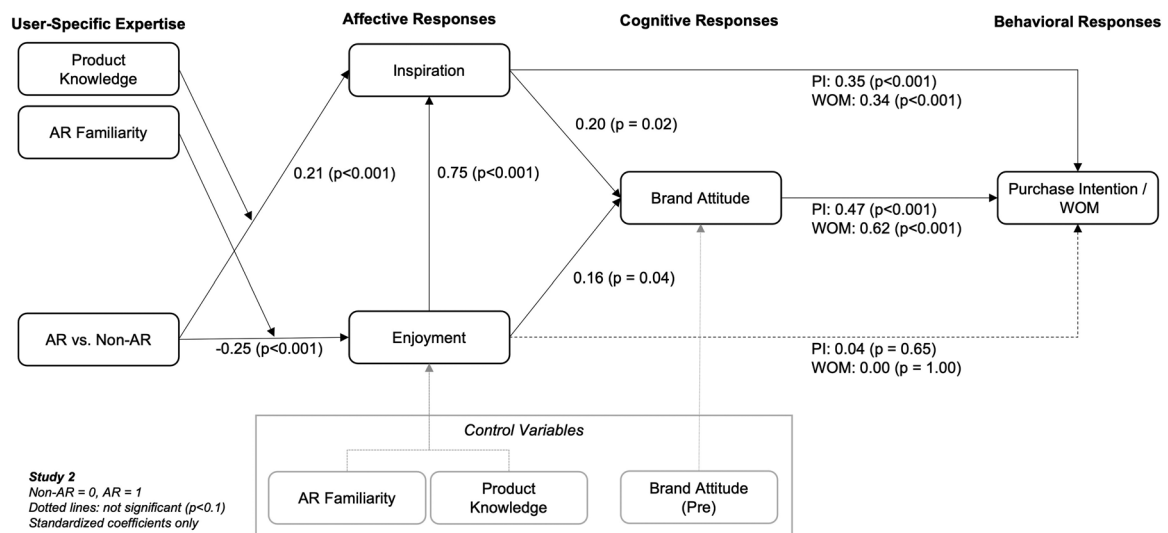 User-Specific Expertise
Affective Responses
Cognitive Responses
Behavioral Responses
Product
Knowledge
AR Familiarity
AR vs. Non-AR
Inspiration
Enjoyment
Brand Attitude
Purchase Intention /
WOM
0.21 (p<0.001)
0.75 (p<0.001)
-0.25 (p<0.001)
0.20 (p = 0.02)
0.16 (p = 0.04)
PI: 0.35 (p<0.001)
WOM: 0.34 (p<0.001)
PI: 0.47 (p<0.001)
WOM: 0.62 (p<0.001)
PI: 0.04 (p = 0.65)
WOM: 0.00 (p = 1.00)
Control Variables
AR Familiarity
Product
Knowledge
Brand Attitude
(Pre)
Study 2
Non-AR = 0, AR = 1
Dotted lines: not significant (p<0.1)
Standardized coefficients only